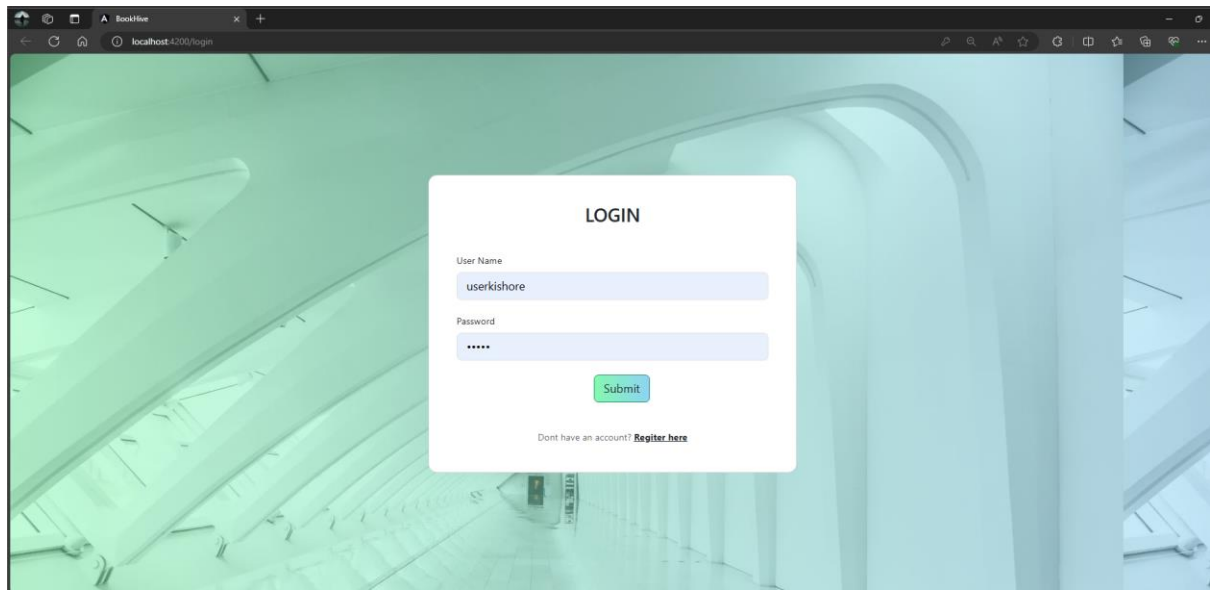 BookHive
localhost:4200/login
LOGIN
User Name
userkishore
Password
•••••
Submit
Dont have an account? Regiter here